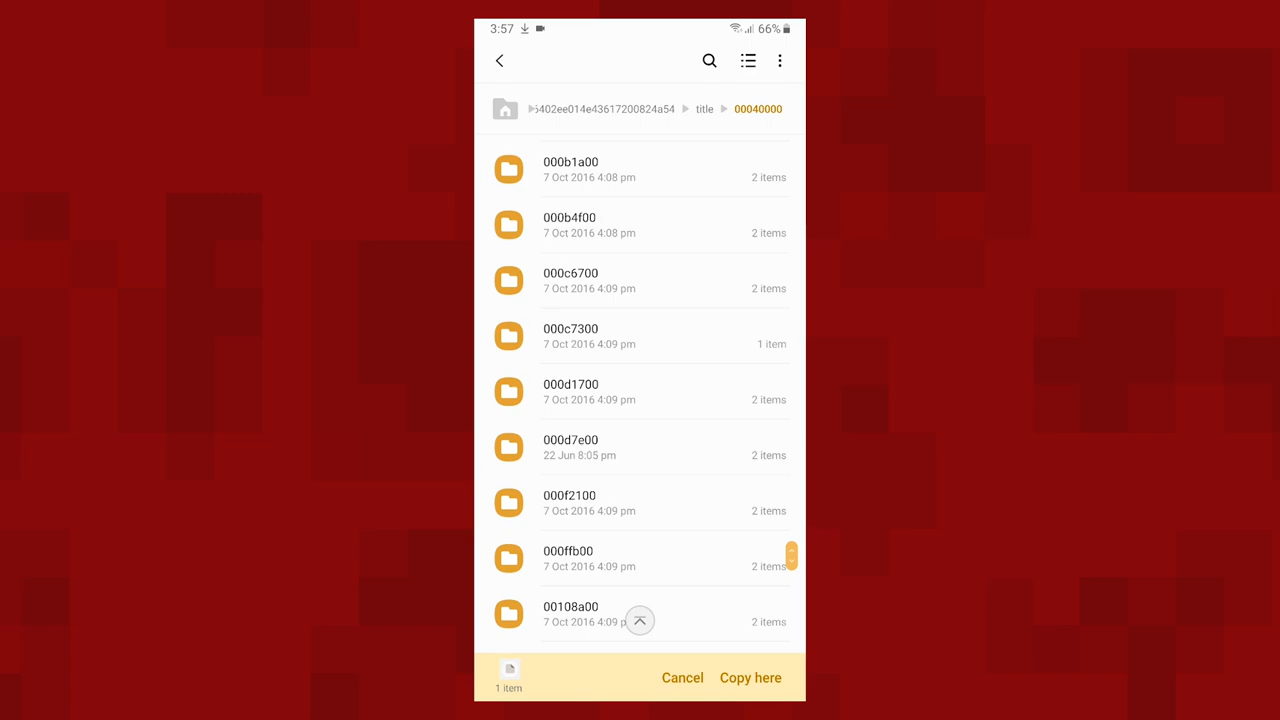 3:57 66%
5402ee014e43617200824a54 title 00040000
000b1a00
7 Oct 2016 4:08 pm 2 items
000b4f00
7 Oct 2016 4:08 pm 2 items
000c6700
7 Oct 2016 4:09 pm 2 items
000c7300
7 Oct 2016 4:09 pm 1 item
000d1700
7 Oct 2016 4:09 pm 2 items
000d7e00
22 Jun 8:05 pm 2 items
000f2100
7 Oct 2016 4:09 pm 2 items
000ffb00
7 Oct 2016 4:09 pm 2 items
00108a00
7 Oct 2016 4:09 p 2 items
1 item Cancel Copy here